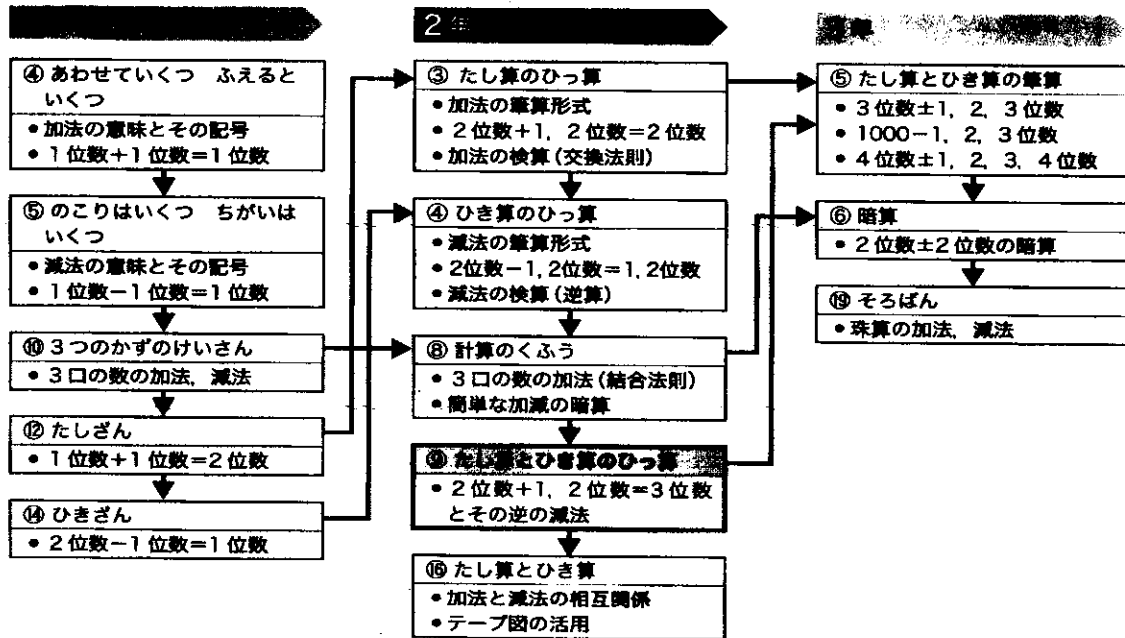 2年
3年
④ あわせていくつ ふえると
いくつ
• 加法の意味とその記号
• 1位数+1位数=1位数
⑤ のこりはいくつ ちがいは
いくつ
• 減法の意味とその記号
• 1位数−1位数=1位数
⑩ 3つのかずのけいさん
• 3口の数の加法,減法
⑫ たしざん
• 1位数+1位数=2位数
⑭ ひきざん
• 2位数−1位数=1位数
③ たし算のひっ算
• 加法の筆算形式
• 2位数+1,2位数=2位数
• 加法の検算(交換法則)
④ ひき算のひっ算
• 減法の筆算形式
• 2位数−1,2位数=1,2位数
• 減法の検算(逆算)
⑧ 計算のくふう
• 3口の数の加法(結合法則)
• 簡単な加減の暗算
⑨ たし算とひき算のひっ算
• 2位数+1,2位数=3位数
とその逆の減法
⑯ たし算とひき算
• 加法と減法の相互関係
• テープ図の活用
⑤ たし算とひき算の筆算
• 3位数±1,2,3位数
• 1000−1,2,3位数
• 4位数±1,2,3,4位数
⑥ 暗算
• 2位数±2位数の暗算
⑲ そろばん
• 珠算の加法,減法